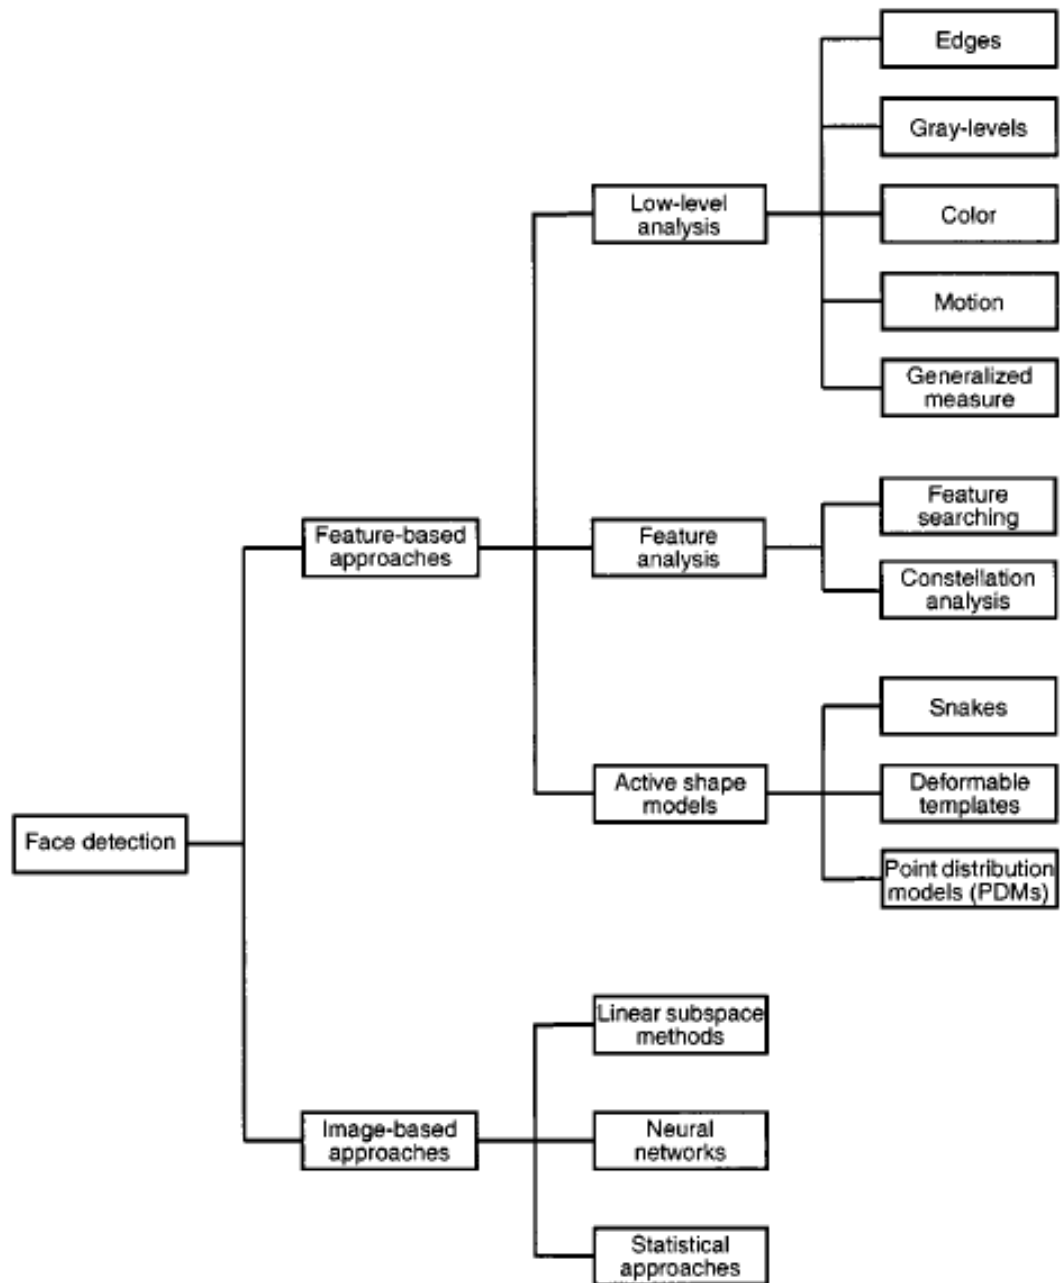 Edges
Gray-levels
Low-level
analysis
Color
Motion
Generalized
measure
Feature-based
approaches
Feature
analysis
Feature
searching
Constellation
analysis
Snakes
Active shape
models
Deformable
templates
Face detection
Point distribution
models (PDMs)
Linear subspace
methods
Image-based
approaches
Neural
networks
Statistical
approaches